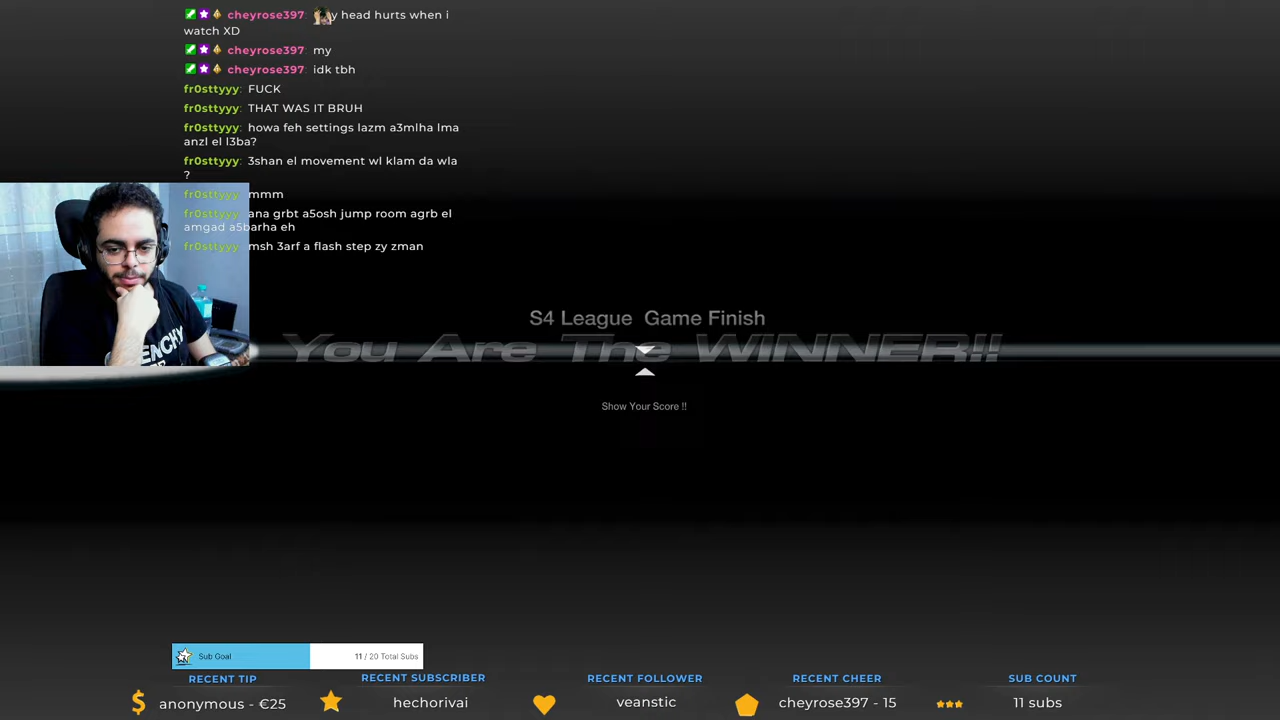 cheyrose397: y head hurts when i
watch XD
cheyrose397: my
cheyrose397: idk tbh
fr0sttyyy: FUCK
fr0sttyyy: THAT WAS IT BRUH
fr0sttyyy: howa feh settings lazm a3mlha lma
anzl el l3ba?
fr0sttyyy: 3shan el movement wl klam da wla
?
fr0sttyyy: mmm
fr0sttyyy: ana grbt a5osh jump room agrb el
amgad a5barha eh
fr0sttyyy: msh 3arf a flash step zy zman
S4 League Game Finish
You Are The WINNER!!
Show Your Score !!
Sub Goal 11 / 20 Total Subs
RECENT TIP RECENT SUBSCRIBER RECENT FOLLOWER RECENT CHEER SUB COUNT
$ anonymous - €25 hechorivai veanstic cheyrose397 - 15 11 subs